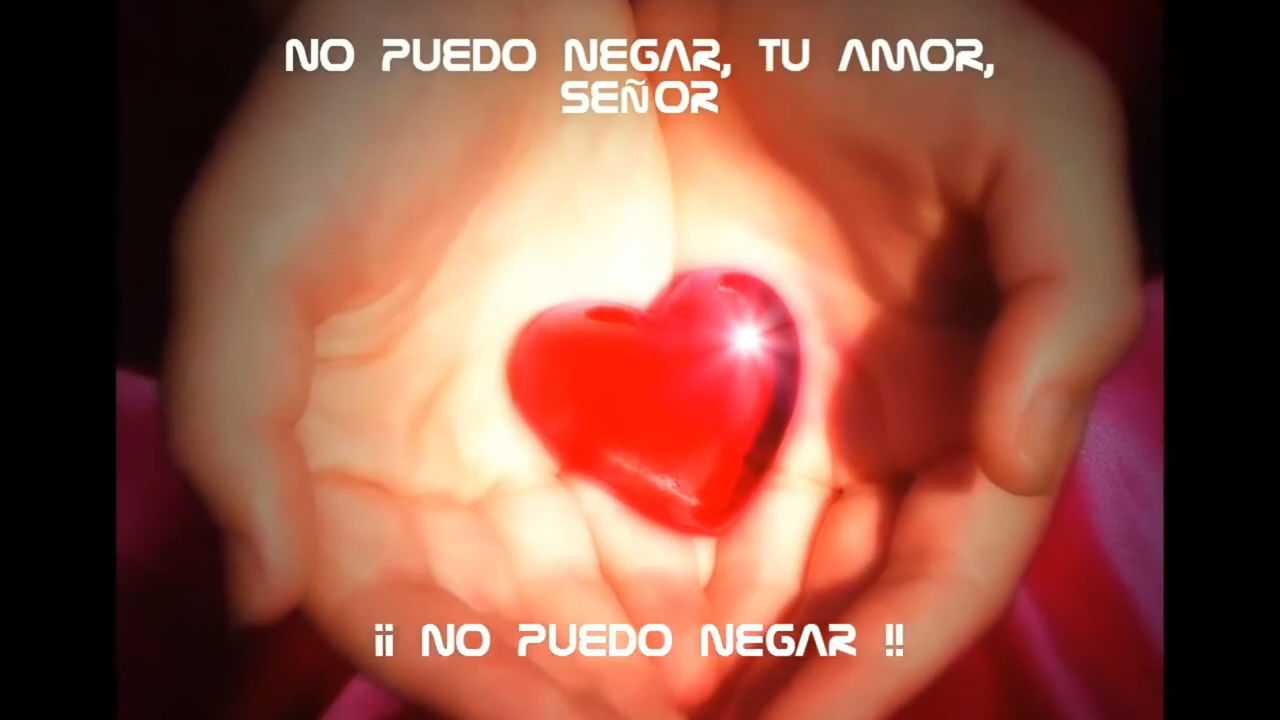 NO PUEDO NEGAR, TU AMOR,
SEÑOR
¡¡ NO PUEDO NEGAR !!